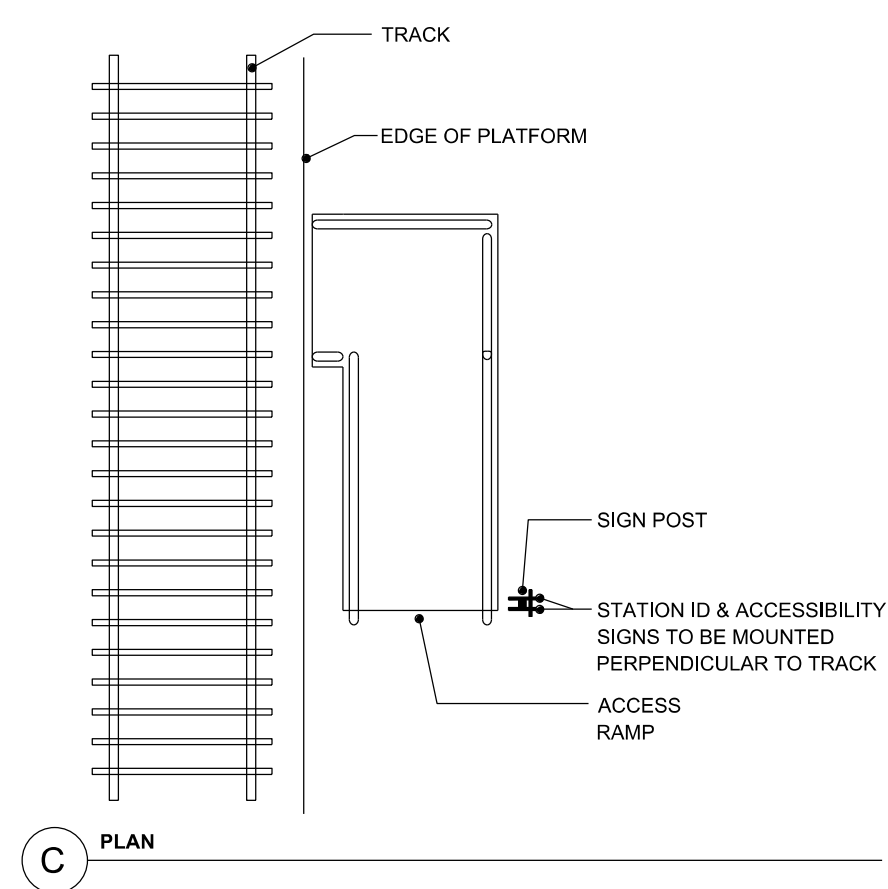 TRACK
EDGE OF PLATFORM
SIGN POST
STATION ID & ACCESSIBILITY
SIGNS TO BE MOUNTED
PERPENDICULAR TO TRACK
ACCESS
RAMP
C
PLAN